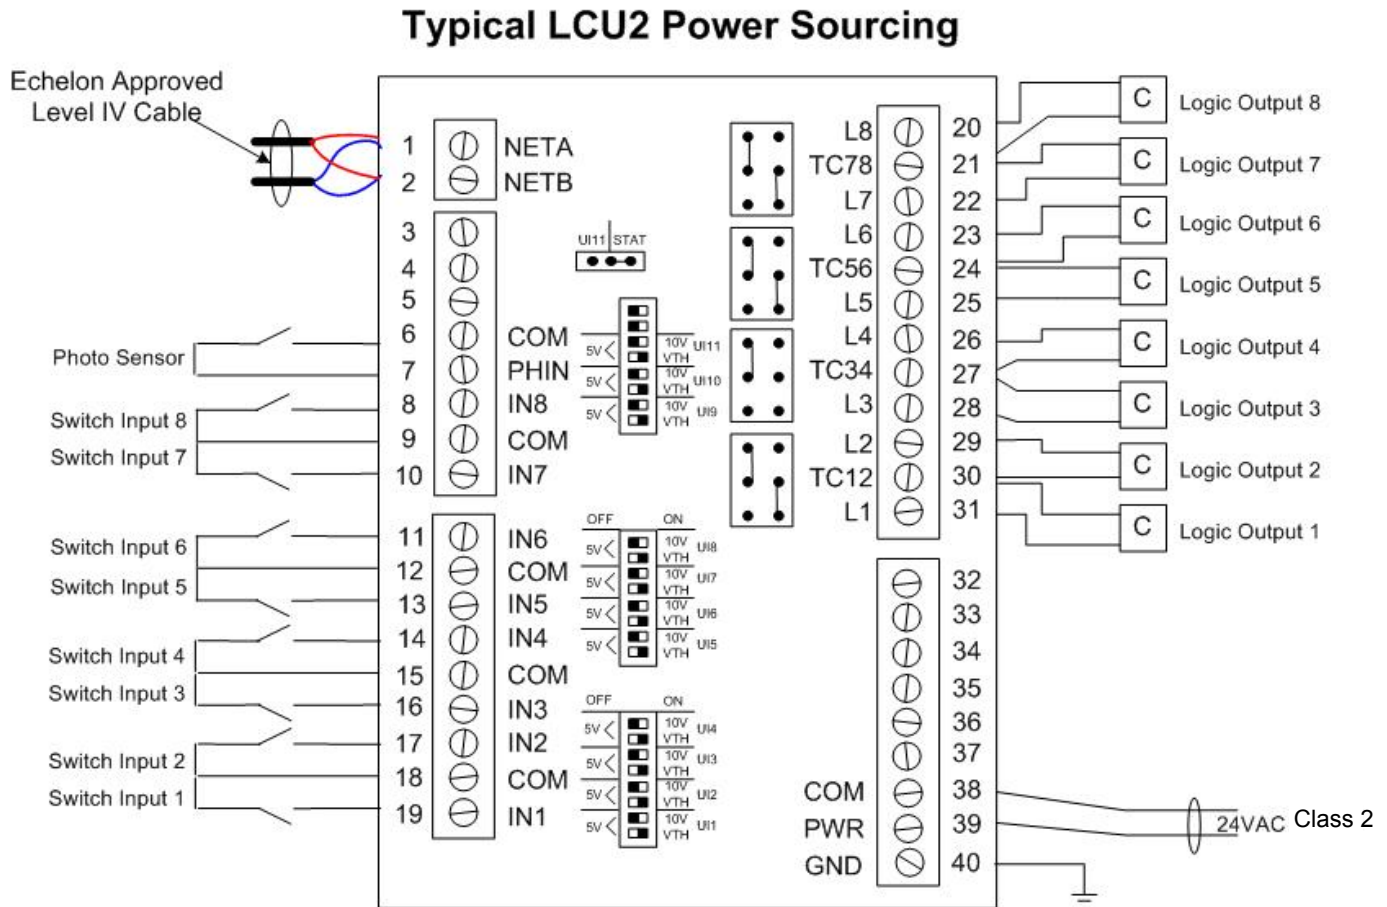 Typical LCU2 Power Sourcing
Echelon Approved
Level IV Cable
1 NETA
2 NETB
3
4
5
6 COM
7 PHIN
8 IN8
9 COM
10 IN7
11 IN6
12 COM
13 IN5
14 IN4
15 COM
16 IN3
17 IN2
18 COM
19 IN1
Photo Sensor
Switch Input 8
Switch Input 7
Switch Input 6
Switch Input 5
Switch Input 4
Switch Input 3
Switch Input 2
Switch Input 1
UI11 STAT
5V 10V VTH UI11
5V 10V VTH UI10
5V 10V VTH UI9
OFF ON
5V 10V VTH UI8
5V 10V VTH UI7
5V 10V VTH UI6
5V 10V VTH UI5
OFF ON
5V 10V VTH UI4
5V 10V VTH UI3
5V 10V VTH UI2
5V 10V VTH UI1
L8 20
TC78 21
L7 22
L6 23
TC56 24
L5 25
L4 26
TC34 27
L3 28
L2 29
TC12 30
L1 31
32
33
34
35
36
37
COM 38
PWR 39
GND 40
C Logic Output 8
C Logic Output 7
C Logic Output 6
C Logic Output 5
C Logic Output 4
C Logic Output 3
C Logic Output 2
C Logic Output 1
24VAC Class 2